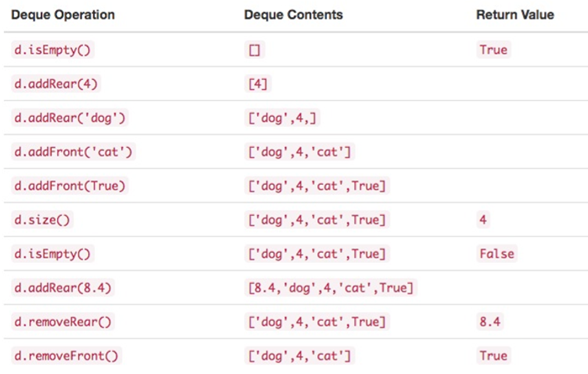 Deque Operation Deque Contents Return Value
d.isEmpty() [] True
d.addRear(4) [4]
d.addRear('dog') ['dog',4,]
d.addFront('cat') ['dog',4,'cat']
d.addFront(True) ['dog',4,'cat',True]
d.size() ['dog',4,'cat',True] 4
d.isEmpty() ['dog',4,'cat',True] False
d.addRear(8.4) [8.4,'dog',4,'cat',True]
d.removeRear() ['dog',4,'cat',True] 8.4
d.removeFront() ['dog',4,'cat'] True